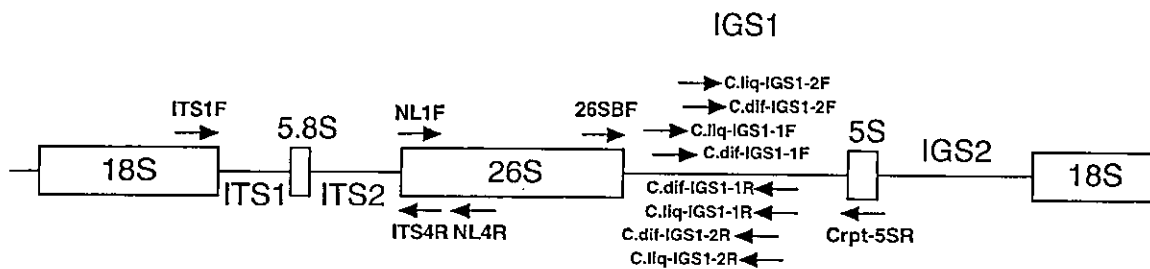 IGS1
C.liq-IGS1-2F
C.dif-IGS1-2F
C.liq-IGS1-1F
C.dif-IGS1-1F
ITS1F
NL1F
26SBF
5.8S
5S
IGS2
18S
26S
18S
ITS1
ITS2
ITS4R
NL4R
C.dif-IGS1-1R
C.liq-IGS1-1R
C.dif-IGS1-2R
C.liq-IGS1-2R
Crpt-5SR